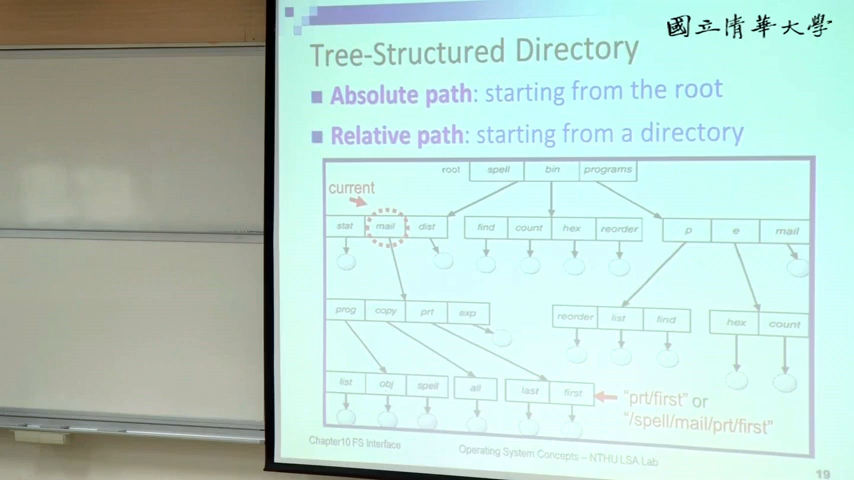 國立清華大學
Tree-Structured Directory
Absolute path: starting from the root
Relative path: starting from a directory
root spell bin programs
current
stat mail dist find count hex reorder p e mail
prog copy prt exp reorder list find hex count
list obj spell all last first
"prt/first" or
"/spell/mail/prt/first"
Chapter10 FS Interface
Operating System Concepts – NTHU LSA Lab
19